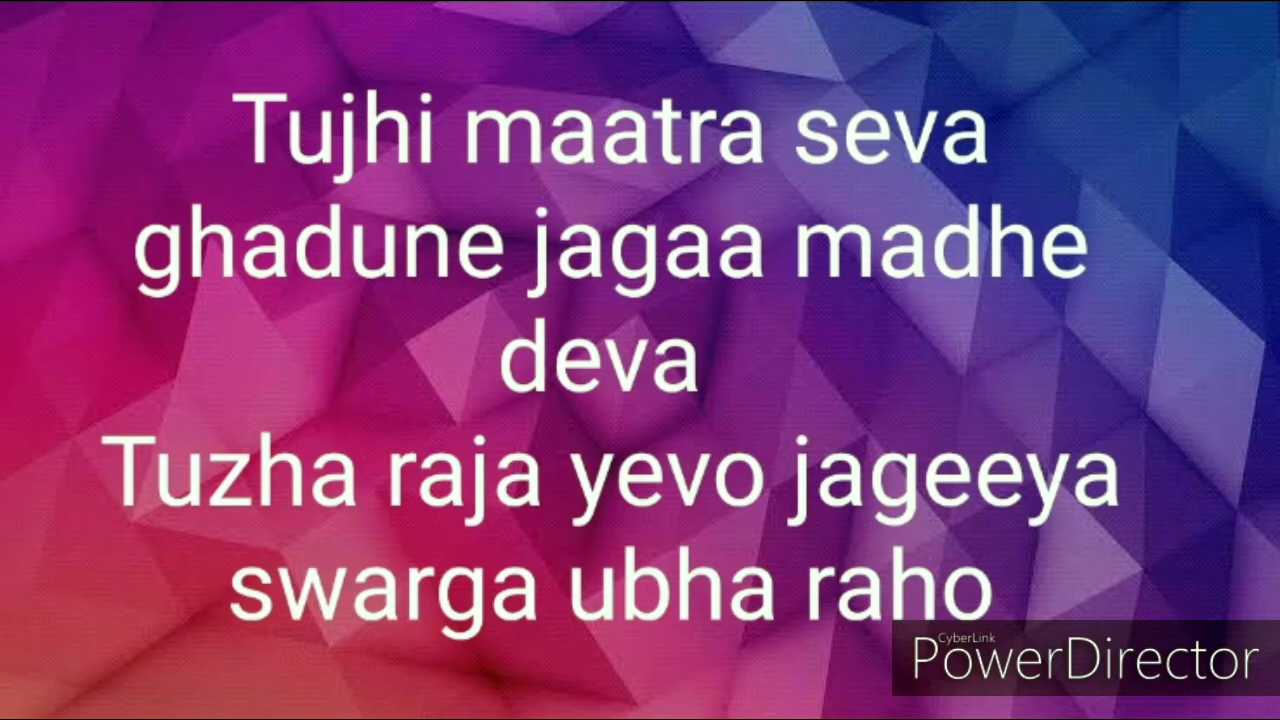 Tujhi maatra seva
ghadune jagaa madhe
deva
Tuzha raja yevo jageeya
swarga ubha raho
CyberLink
PowerDirector